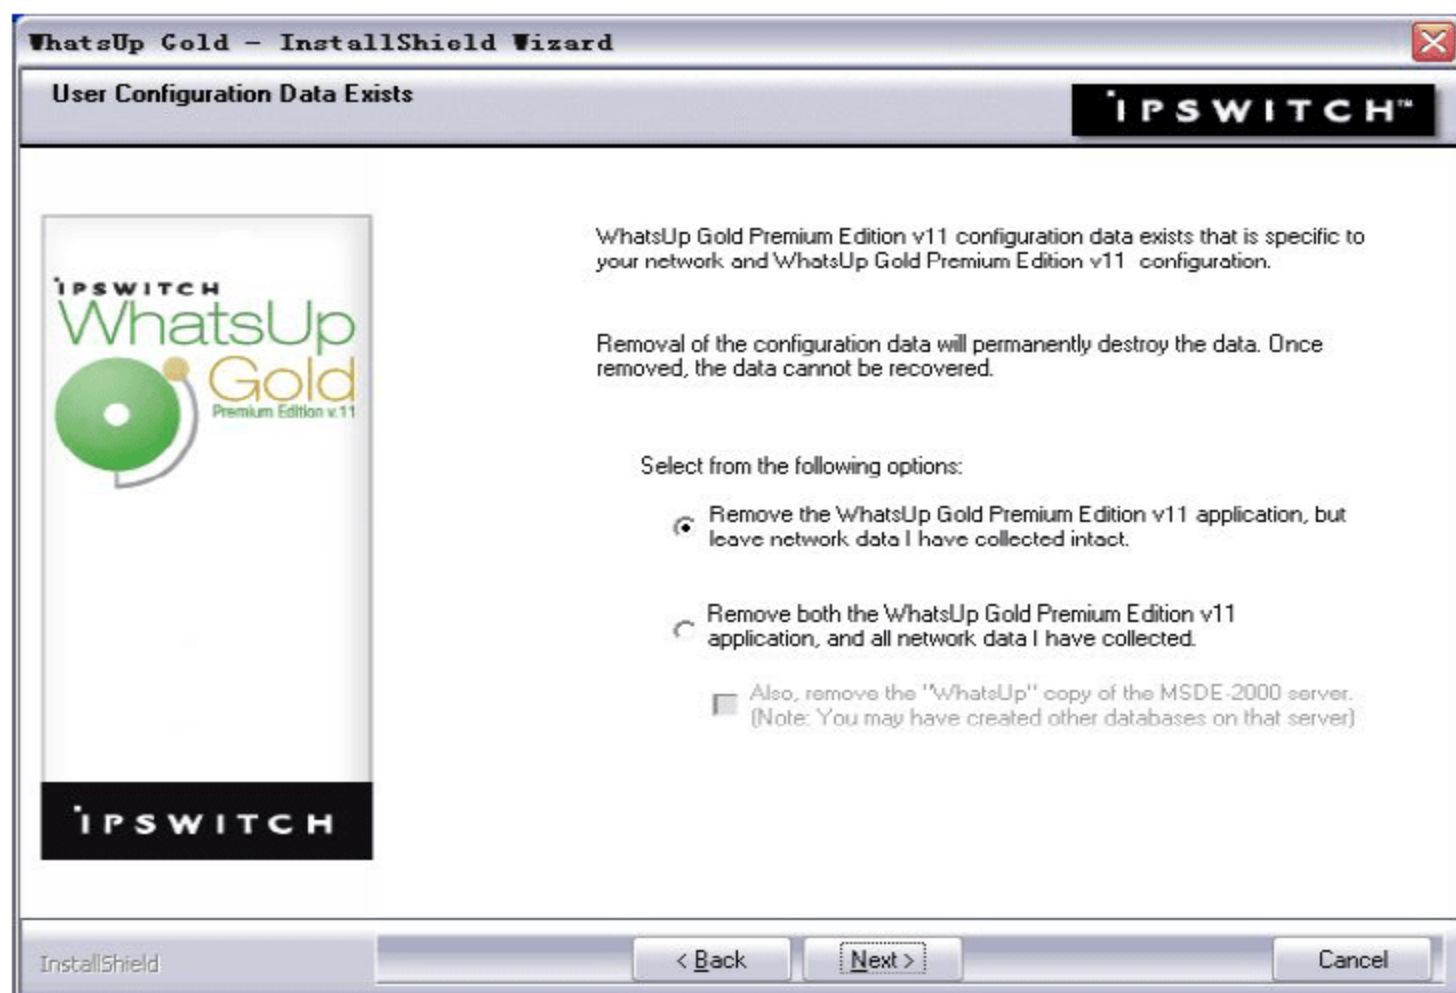 WhatsUp Gold - InstallShield Wizard
User Configuration Data Exists
IPSWITCH™
IPSWITCH
WhatsUp
Gold
Premium Edition v.11
WhatsUp Gold Premium Edition v11 configuration data exists that is specific to
your network and WhatsUp Gold Premium Edition v11 configuration.
Removal of the configuration data will permanently destroy the data. Once
removed, the data cannot be recovered.
Select from the following options:
Remove the WhatsUp Gold Premium Edition v11 application, but
leave network data I have collected intact.
Remove both the WhatsUp Gold Premium Edition v11
application, and all network data I have collected.
Also, remove the "WhatsUp" copy of the MSDE-2000 server.
(Note: You may have created other databases on that server)
IPSWITCH
InstallShield
< Back
Next >
Cancel